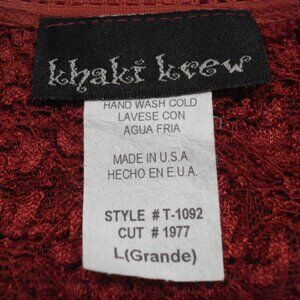 khaki krew
HAND WASH COLD
LAVESE CON
AGUA FRIA
MADE IN U.S.A.
HECHO EN E.U.A.
STYLE # T-1092
CUT # 1977
L(Grande)